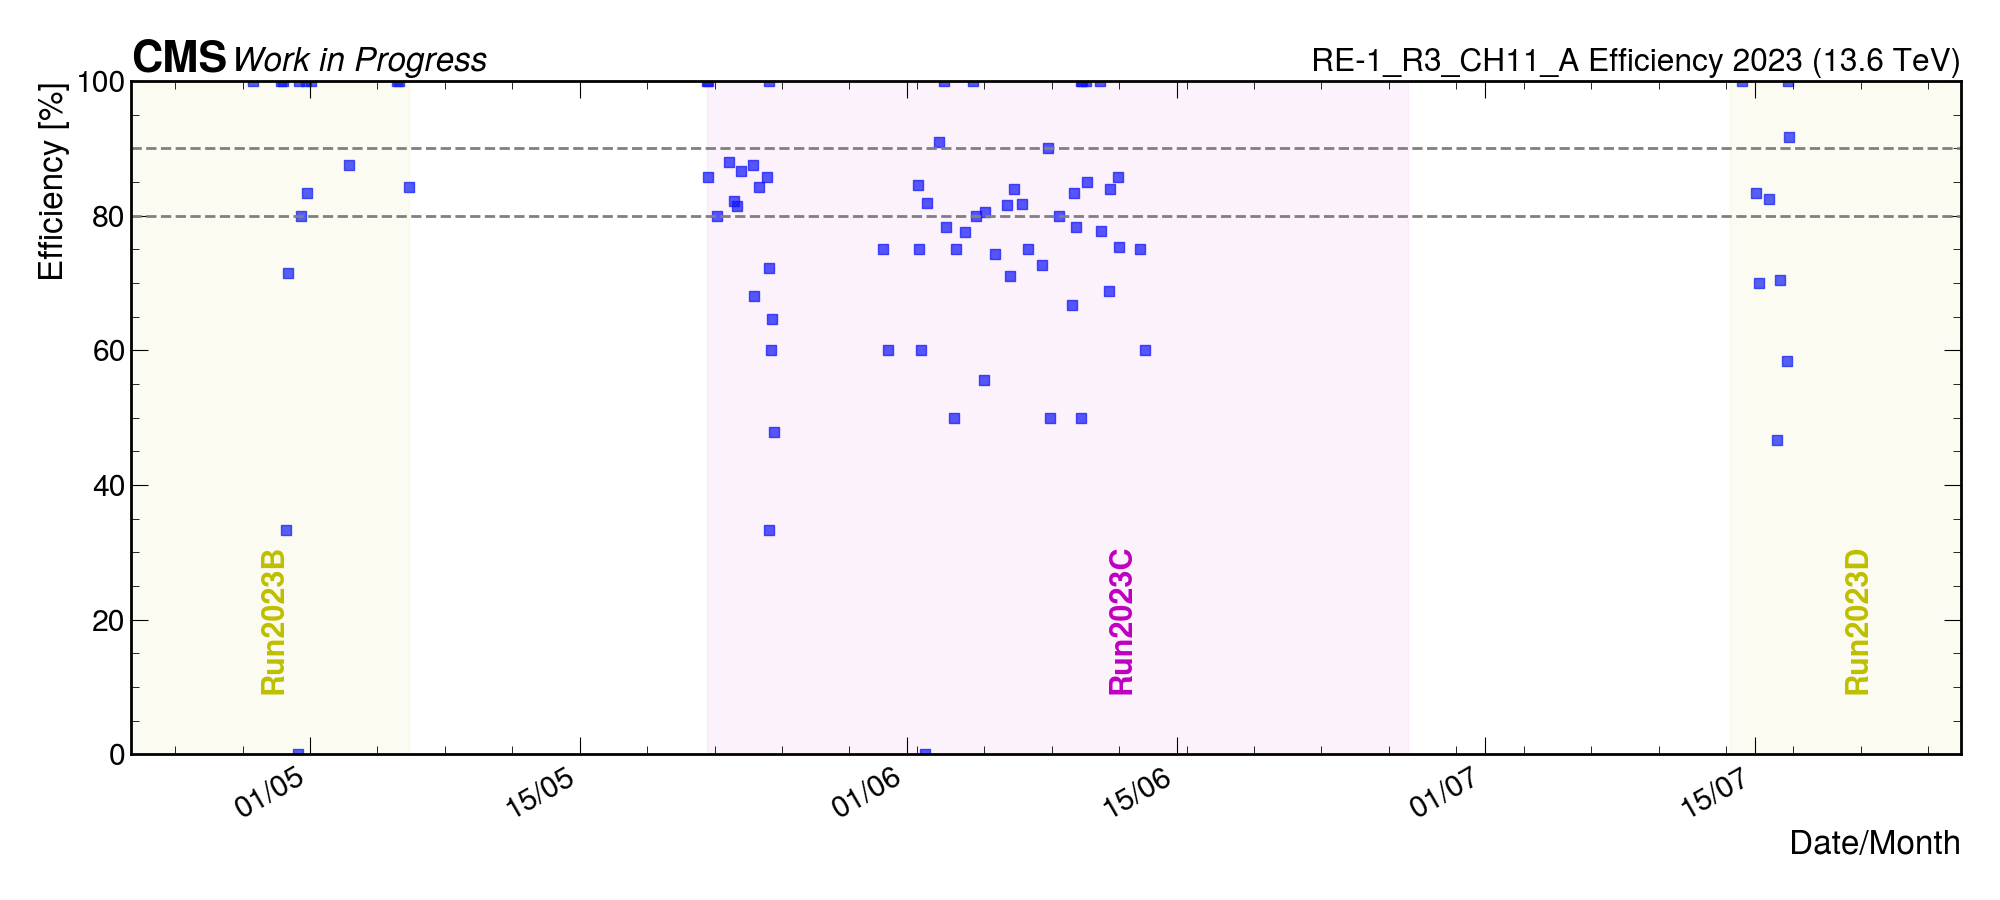 CMS Work in Progress
RE-1_R3_CH11_A Efficiency 2023 (13.6 TeV)
Efficiency [%]
100
80
60
40
20
0
Run2023B
Run2023C
Run2023D
01/05
15/05
01/06
15/06
01/07
15/07
Date/Month